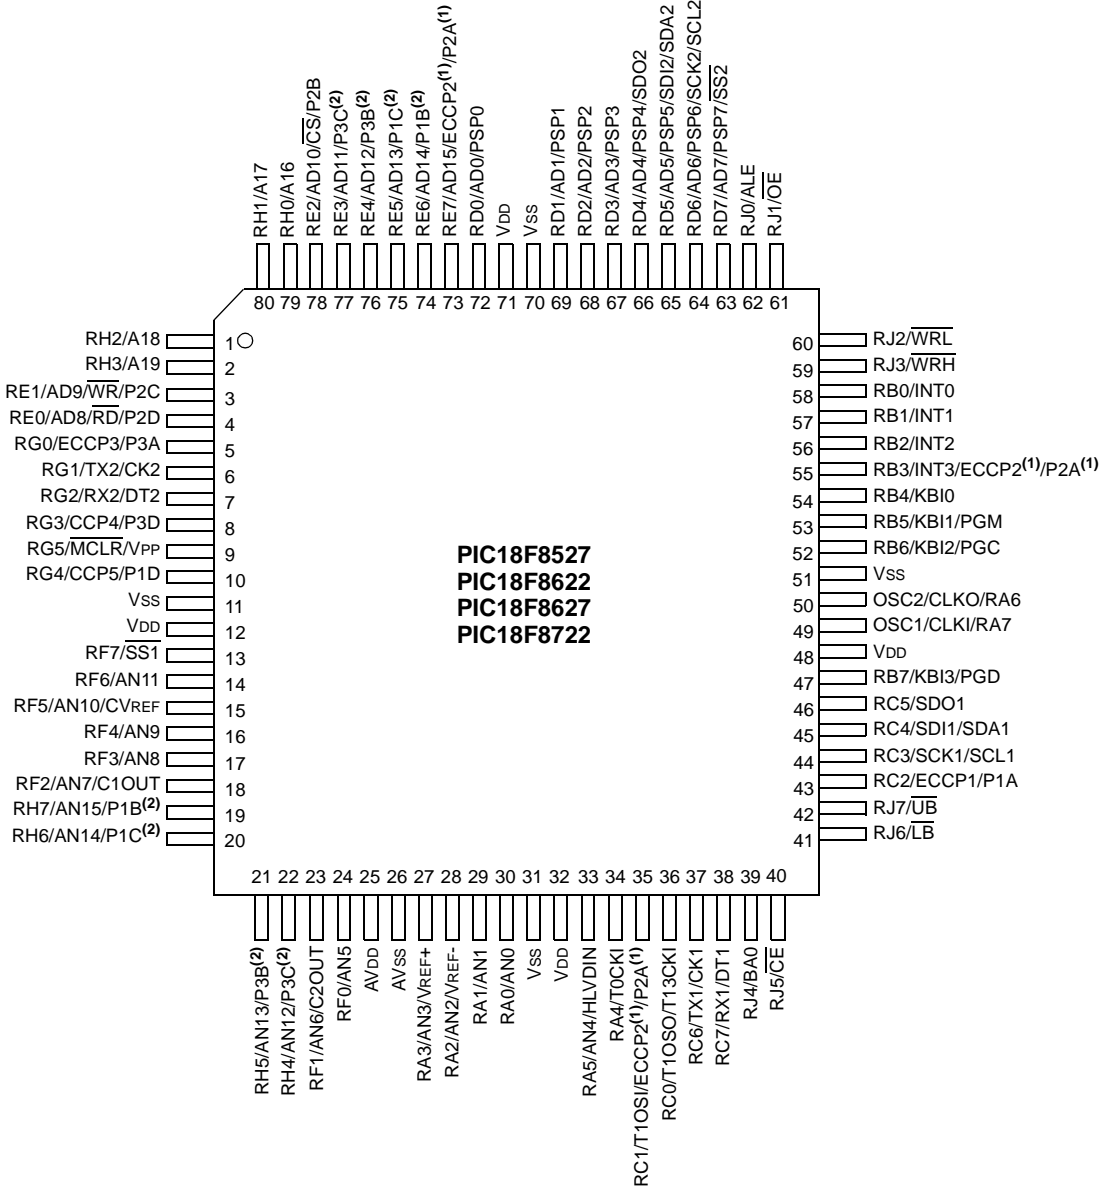 RH1/A17
RH0/A16
RE2/AD10/CS/P2B
RE3/AD11/P3C(2)
RE4/AD12/P3B(2)
RE5/AD13/P1C(2)
RE6/AD14/P1B(2)
RE7/AD15/ECCP2(1)/P2A(1)
RD0/AD0/PSP0
VDD
VSS
RD1/AD1/PSP1
RD2/AD2/PSP2
RD3/AD3/PSP3
RD4/AD4/PSP4/SDO2
RD5/AD5/PSP5/SDI2/SDA2
RD6/AD6/PSP6/SCK2/SCL2
RD7/AD7/PSP7/SS2
RJ0/ALE
RJ1/OE
80 79 78 77 76 75 74 73 72 71 70 69 68 67 66 65 64 63 62 61
RH2/A18 1
RH3/A19 2
RE1/AD9/WR/P2C 3
RE0/AD8/RD/P2D 4
RG0/ECCP3/P3A 5
RG1/TX2/CK2 6
RG2/RX2/DT2 7
RG3/CCP4/P3D 8
RG5/MCLR/VPP 9
RG4/CCP5/P1D 10
VSS 11
VDD 12
RF7/SS1 13
RF6/AN11 14
RF5/AN10/CVREF 15
RF4/AN9 16
RF3/AN8 17
RF2/AN7/C1OUT 18
RH7/AN15/P1B(2) 19
RH6/AN14/P1C(2) 20
PIC18F8527
PIC18F8622
PIC18F8627
PIC18F8722
60 RJ2/WRL
59 RJ3/WRH
58 RB0/INT0
57 RB1/INT1
56 RB2/INT2
55 RB3/INT3/ECCP2(1)/P2A(1)
54 RB4/KBI0
53 RB5/KBI1/PGM
52 RB6/KBI2/PGC
51 VSS
50 OSC2/CLKO/RA6
49 OSC1/CLKI/RA7
48 VDD
47 RB7/KBI3/PGD
46 RC5/SDO1
45 RC4/SDI1/SDA1
44 RC3/SCK1/SCL1
43 RC2/ECCP1/P1A
42 RJ7/UB
41 RJ6/LB
21 22 23 24 25 26 27 28 29 30 31 32 33 34 35 36 37 38 39 40
RH5/AN13/P3B(2)
RH4/AN12/P3C(2)
RF1/AN6/C2OUT
RF0/AN5
AVDD
AVSS
RA3/AN3/VREF+
RA2/AN2/VREF-
RA1/AN1
RA0/AN0
VSS
VDD
RA5/AN4/HLVDIN
RA4/T0CKI
RC1/T1OSI/ECCP2(1)/P2A(1)
RC0/T1OSO/T13CKI
RC6/TX1/CK1
RC7/RX1/DT1
RJ4/BA0
RJ5/CE